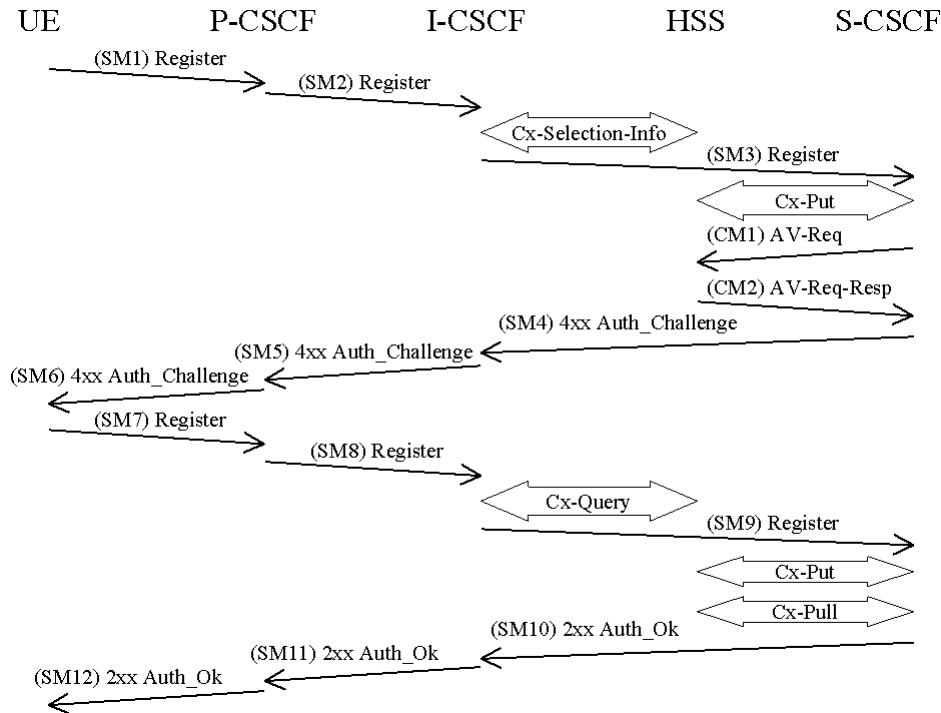 UE P-CSCF I-CSCF HSS S-CSCF
(SM1) Register
(SM2) Register
Cx-Selection-Info
(SM3) Register
Cx-Put
(CM1) AV-Req
(CM2) AV-Req-Resp
(SM4) 4xx Auth_Challenge
(SM5) 4xx Auth_Challenge
(SM6) 4xx Auth_Challenge
(SM7) Register
(SM8) Register
Cx-Query
(SM9) Register
Cx-Put
Cx-Pull
(SM10) 2xx Auth_Ok
(SM11) 2xx Auth_Ok
(SM12) 2xx Auth_Ok